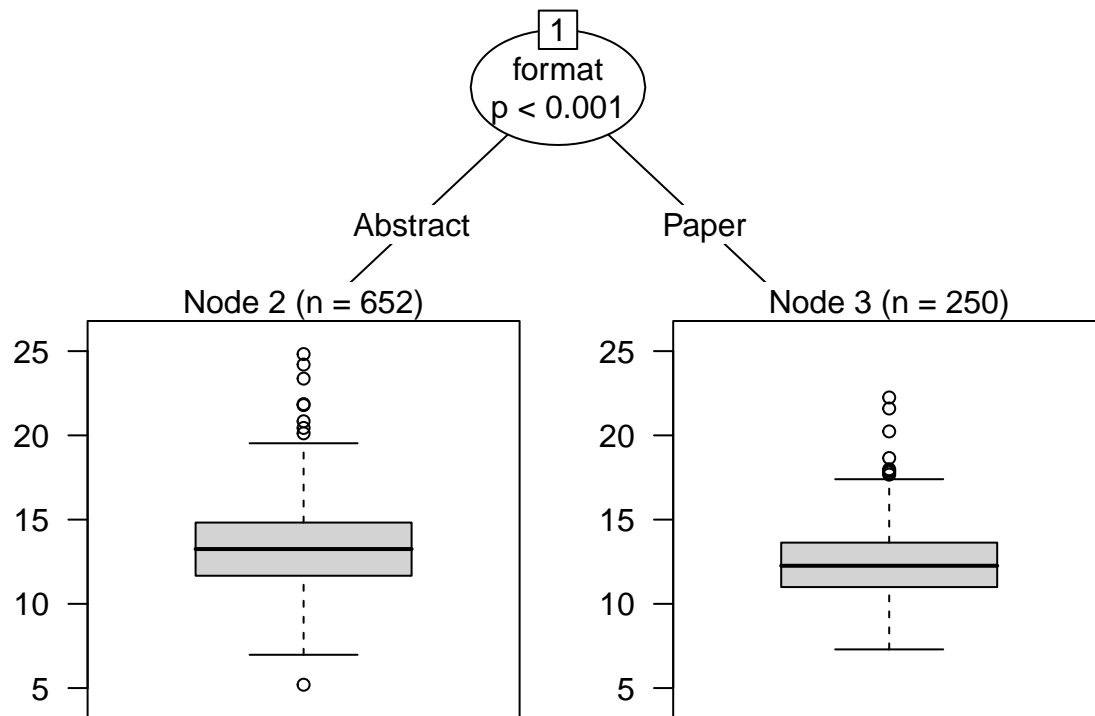 1
format
p < 0.001
Abstract
Paper
Node 2 (n = 652)
25
20
15
10
5
Node 3 (n = 250)
25
20
15
10
5